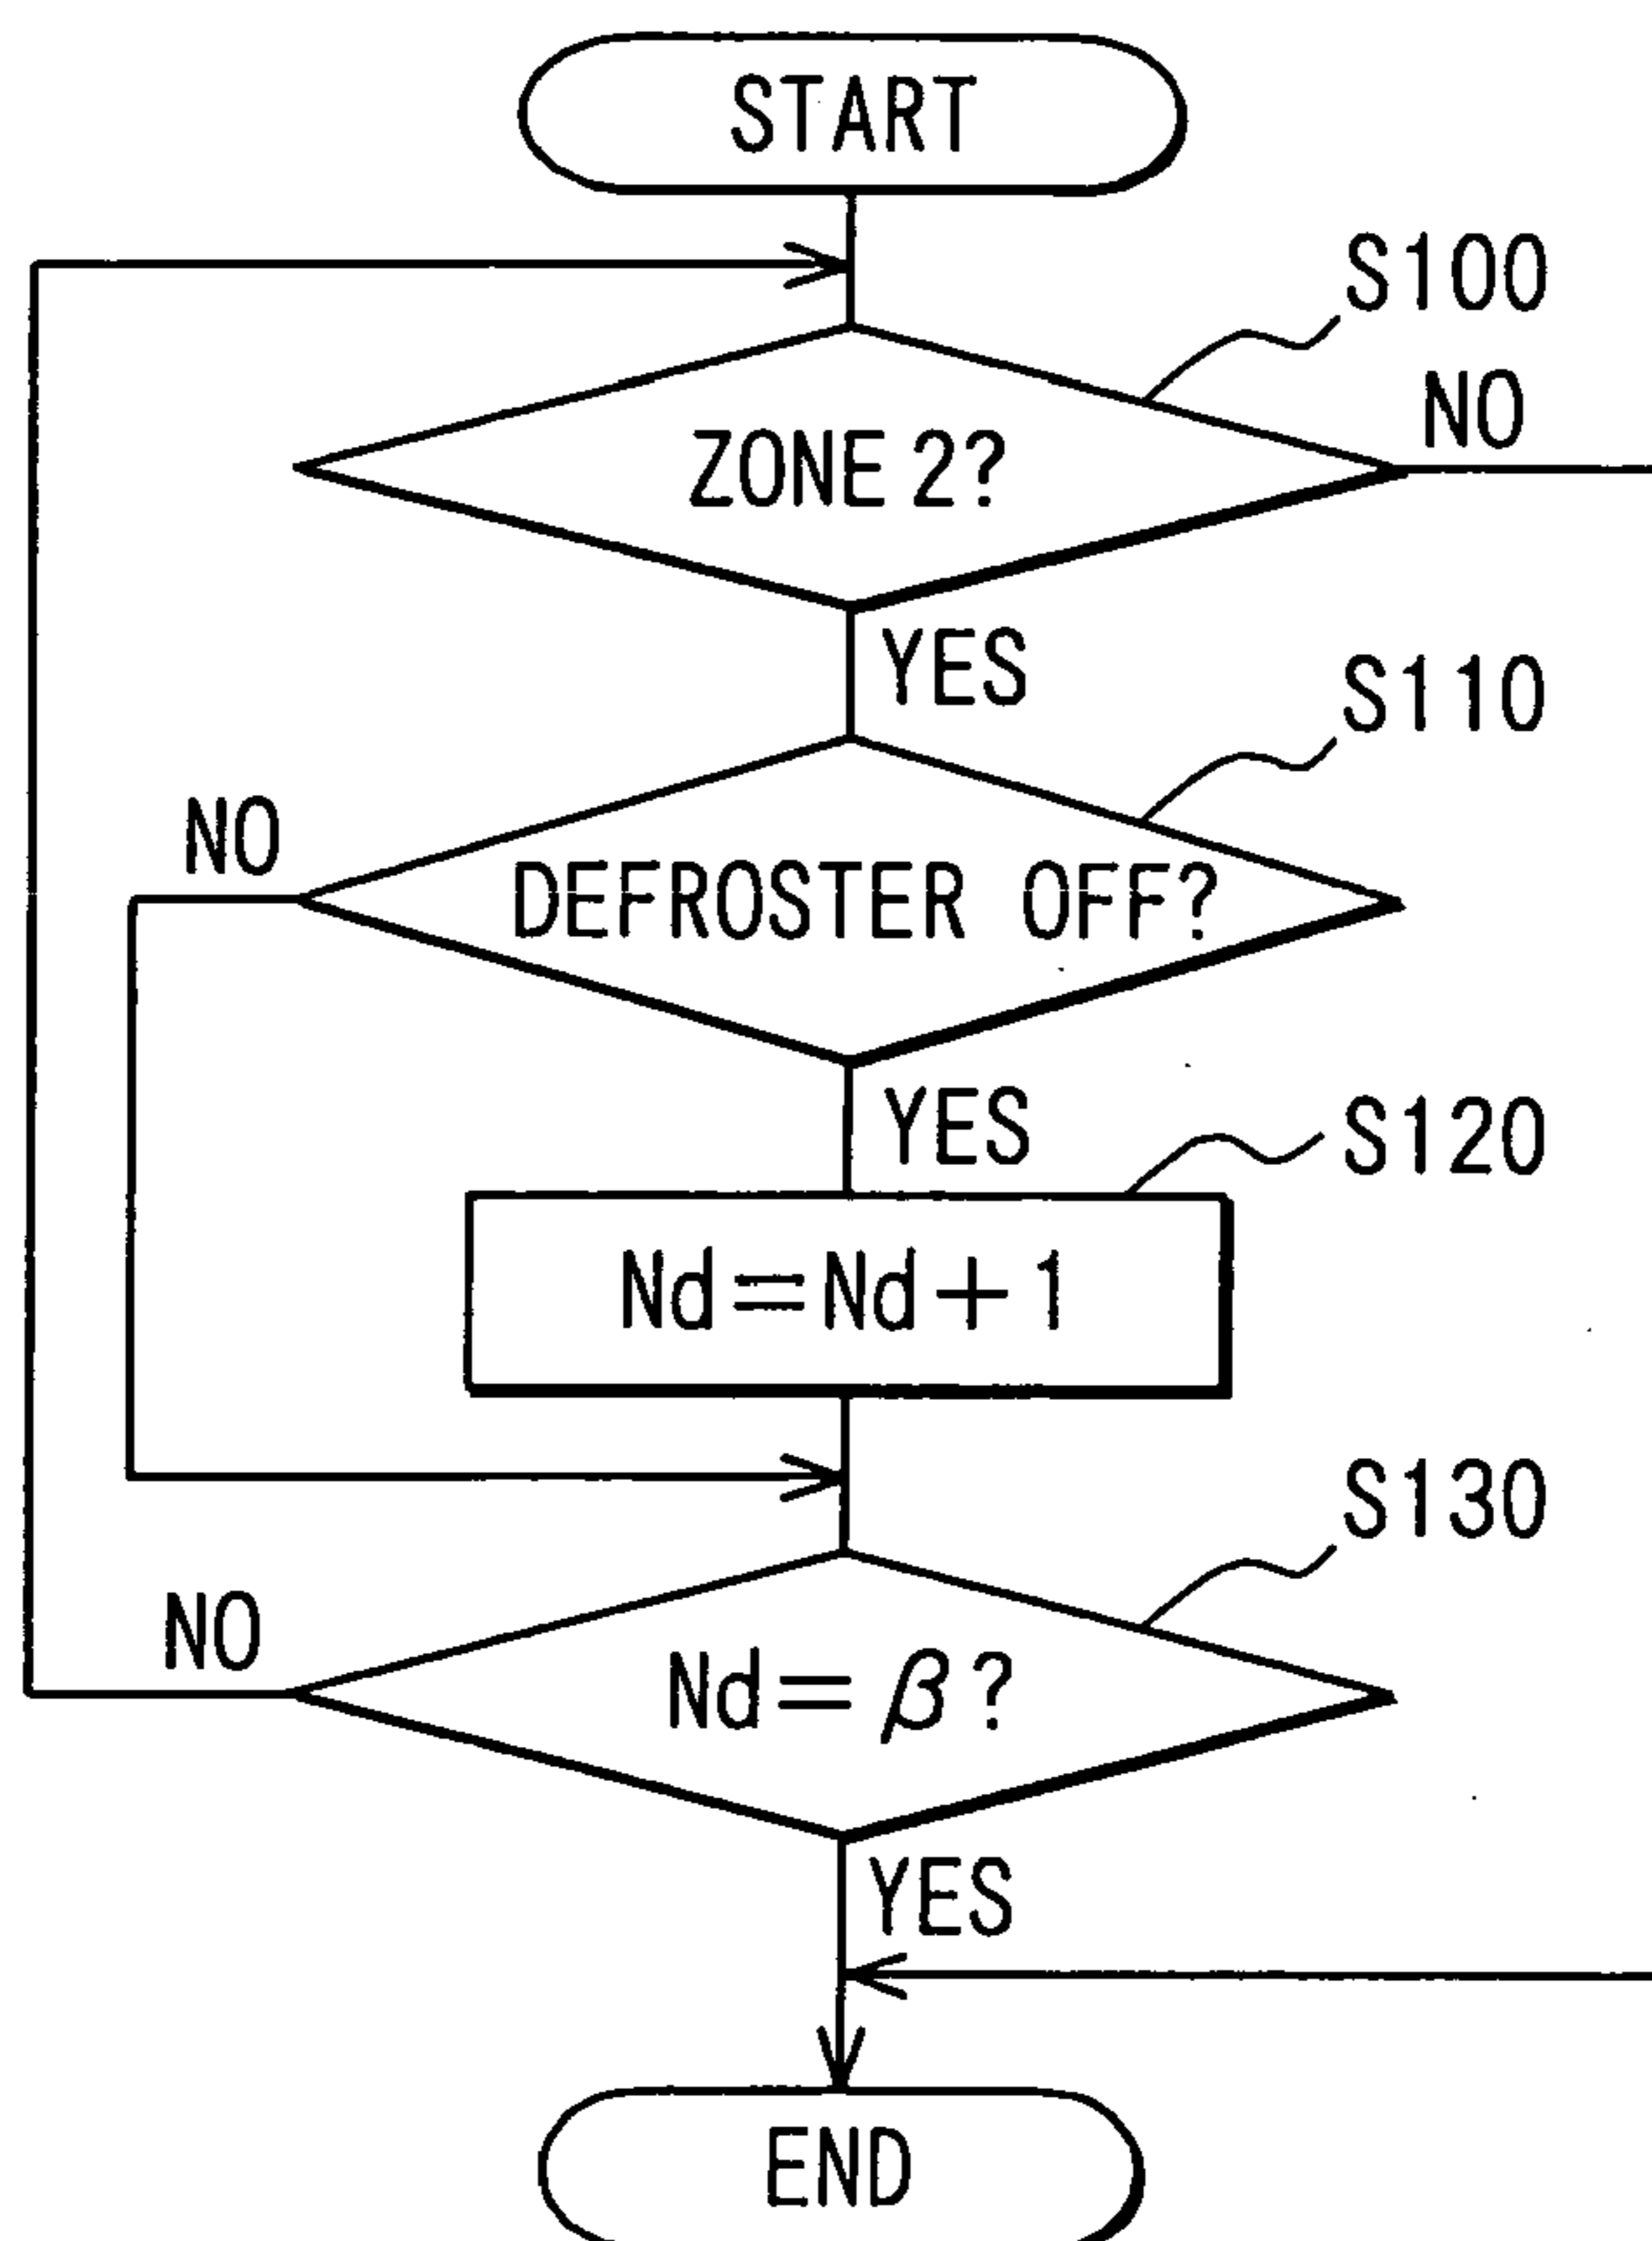 START
S100
NO
ZONE 2?
YES
S110
NO
DEFROSTER OFF?
YES
S120
Nd=Nd+1
S130
NO
Nd=β?
YES
END